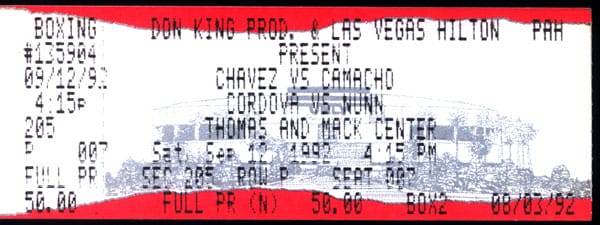 BOXING DON KING PROD. & LAS VEGAS HILTON PAH
#135904 PRESENT
09/12/92 CHAVEZ VS CAMACHO
4:15P CORDOVA VS NUNN
205 THOMAS AND MACK CENTER
P 007 Sat, Sep 12, 1992 4:15 PM
FULL PR SEC 205 ROW P SEAT 007
50.00 FULL PR (N) 50.00 BOX2 08/03/92